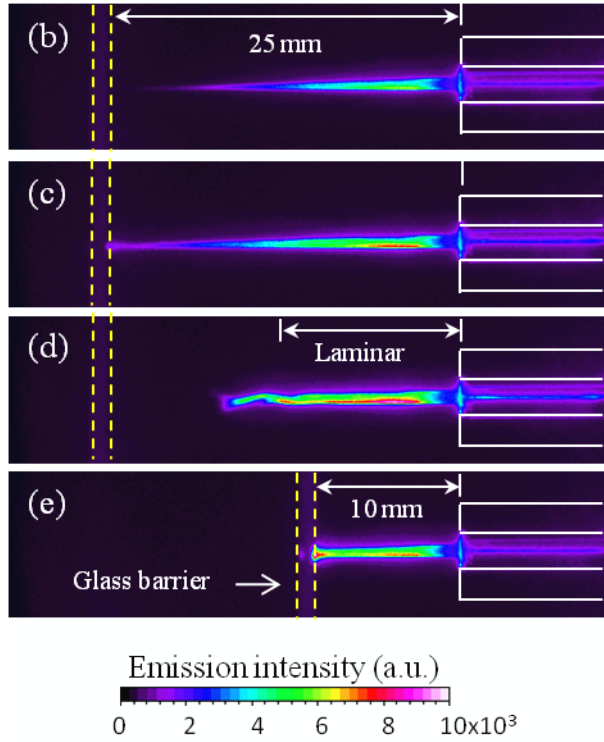 (b)
25 mm
(c)
(d)
Laminar
(e)
10 mm
Glass barrier
Emission intensity (a.u.)
0 2 4 6 8 10x10³